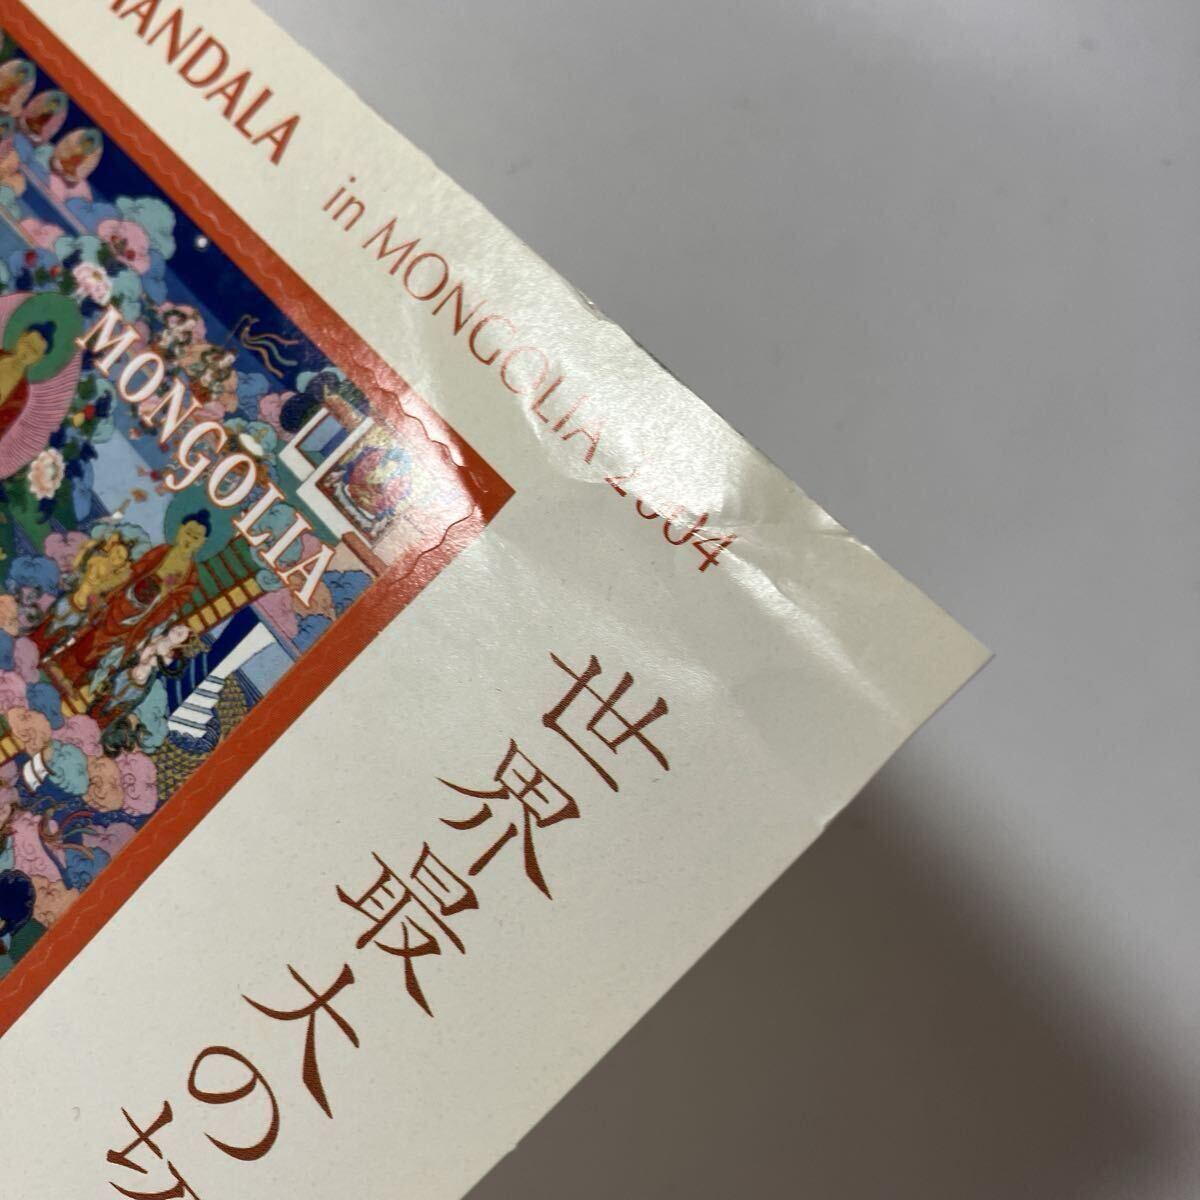 MANDALA in MONGOLIA 2004
MONGOLIA
世界最大の切